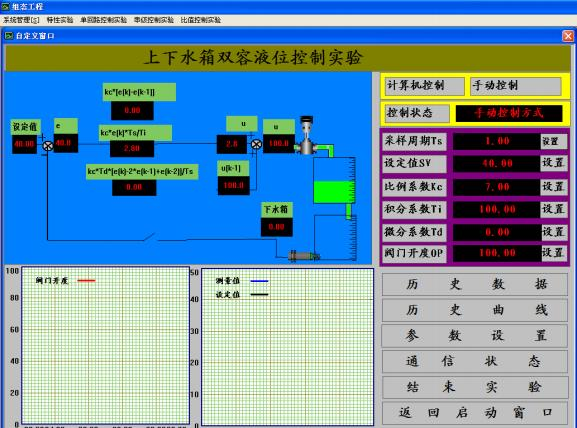 组态工程
系统管理[S] 特性实验 单回路控制实验 串级控制实验 比值控制实验
自定义窗口
上下水箱双容液位控制实验
kc*[e[k]-e[k-1]]
0.00
设定值 e
40.00 40.0
kc*e[k]*Ts/Ti
2.80
u u
2.8 100.0
kc*Td*[e[k]-2*e[k-1]+e[k-2]]/Ts
0.00
u[k-1]
100.0
下水箱
0.00
计算机控制 手动控制
控制状态 手动控制方式
采样周期Ts 1.00 设置
设定值SV 40.00 设置
比例系数Kc 7.00 设置
积分系数Ti 100.00 设置
微分系数Td 0.00 设置
阀门开度OP 100.00 设置
历史数据
历史曲线
参数设置
通信状态
结束实验
返回启动窗口
阀门开度
100
80
60
40
20
0
测量值
设定值
50
40
30
20
10
0